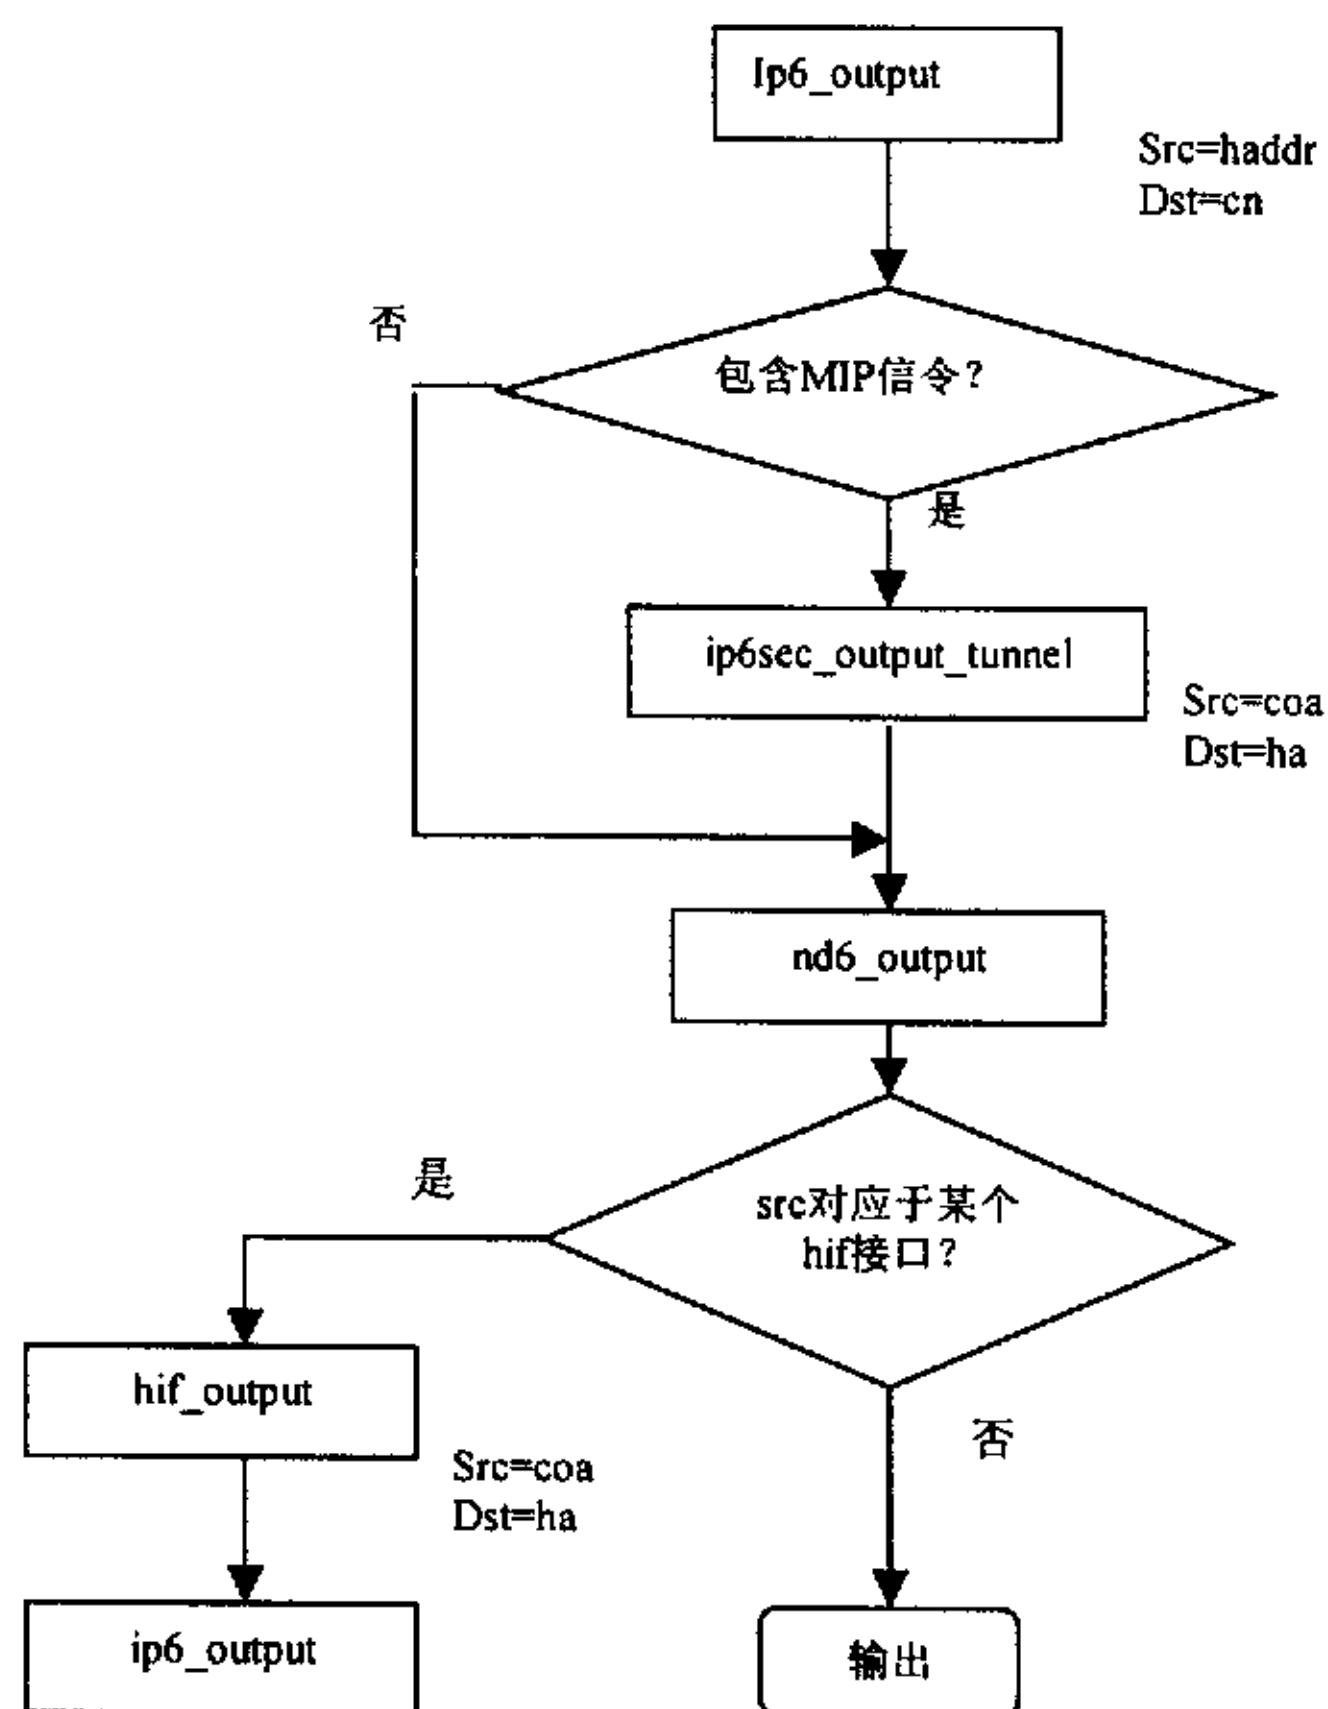 Ip6_output
Src=haddr
Dst=cn
否
包含MIP信令？
是
ip6sec_output_tunnel
Src=coa
Dst=ha
nd6_output
是
src对应于某个
hif接口？
hif_output
否
Src=coa
Dst=ha
ip6_output
输出